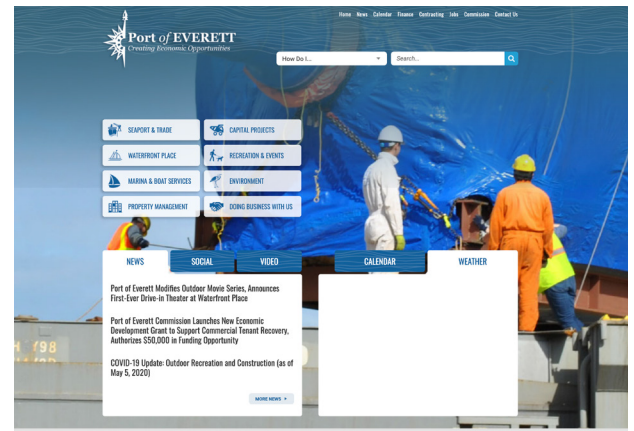 Home News Calendar Finance Contracting Jobs Commission Contact Us
Port of EVERETT
Creating Economic Opportunities
How Do I...
Search...
SEAPORT & TRADE
CAPITAL PROJECTS
WATERFRONT PLACE
RECREATION & EVENTS
MARINA & BOAT SERVICES
ENVIRONMENT
PROPERTY MANAGEMENT
DOING BUSINESS WITH US
NEWS SOCIAL VIDEO
CALENDAR WEATHER
Port of Everett Modifies Outdoor Movie Series, Announces
First-Ever Drive-in Theater at Waterfront Place
Port of Everett Commission Launches New Economic
Development Grant to Support Commercial Tenant Recovery,
Authorizes $50,000 in Funding Opportunity
COVID-19 Update: Outdoor Recreation and Construction (as of
May 5, 2020)
MORE NEWS